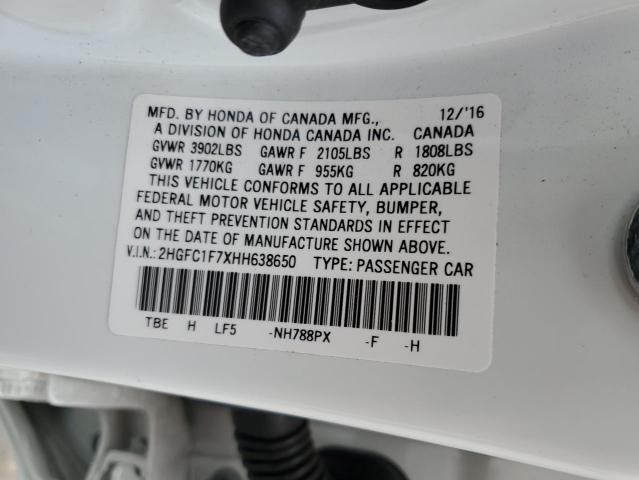 MFD. BY HONDA OF CANADA MFG., 12/'16
A DIVISION OF HONDA CANADA INC. CANADA
GVWR 3902LBS GAWR F 2105LBS R 1808LBS
GVWR 1770KG GAWR F 955KG R 820KG
THIS VEHICLE CONFORMS TO ALL APPLICABLE
FEDERAL MOTOR VEHICLE SAFETY, BUMPER,
AND THEFT PREVENTION STANDARDS IN EFFECT
ON THE DATE OF MANUFACTURE SHOWN ABOVE.
V.I.N.: 2HGFC1F7XHH638650 TYPE: PASSENGER CAR
TBE H LF5 -NH788PX -F -H